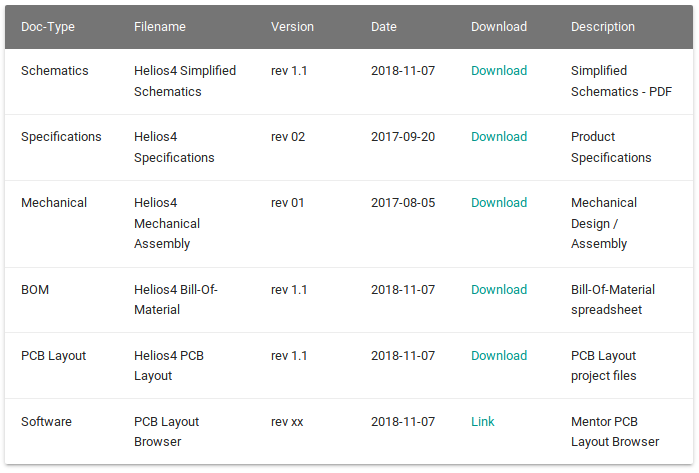 Doc-Type Filename Version Date Download Description
Schematics Helios4 Simplified rev 1.1 2018-11-07 Download Simplified
Schematics Schematics - PDF
Specifications Helios4 rev 02 2017-09-20 Download Product
Specifications Specifications
Mechanical Helios4 rev 01 2017-08-05 Download Mechanical
Mechanical Design /
Assembly Assembly
BOM Helios4 Bill-Of- rev 1.1 2018-11-07 Download Bill-Of-Material
Material spreadsheet
PCB Layout Helios4 PCB rev 1.1 2018-11-07 Download PCB Layout
Layout project files
Software PCB Layout rev xx 2018-11-07 Link Mentor PCB
Browser Layout Browser